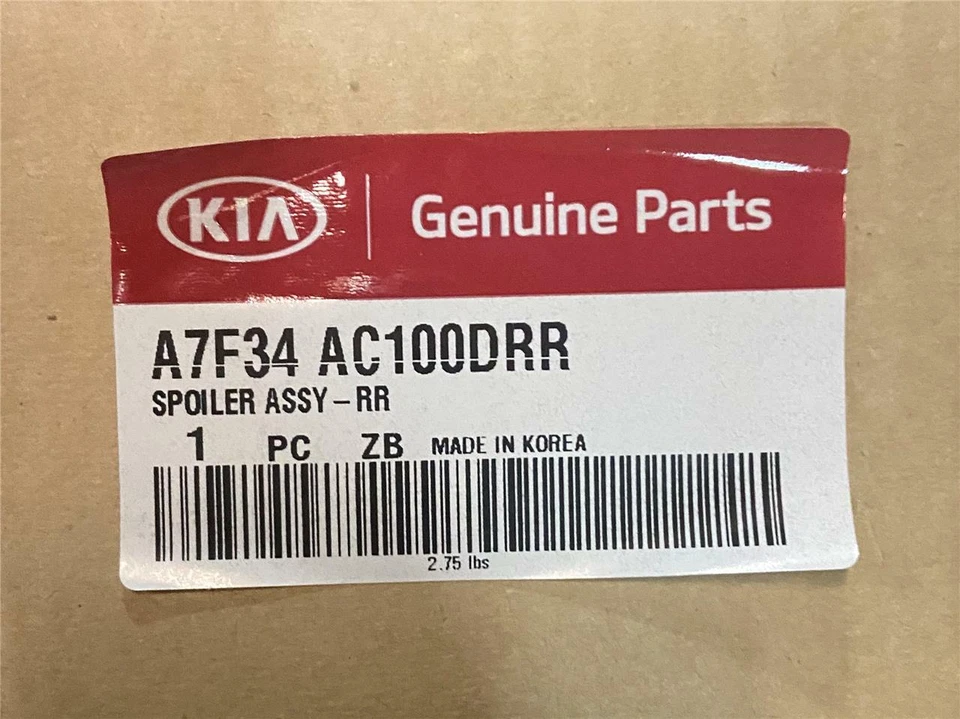 KIA Genuine Parts
A7F34 AC100DRR
SPOILER ASSY-RR
1 PC ZB MADE IN KOREA
2.75 lbs